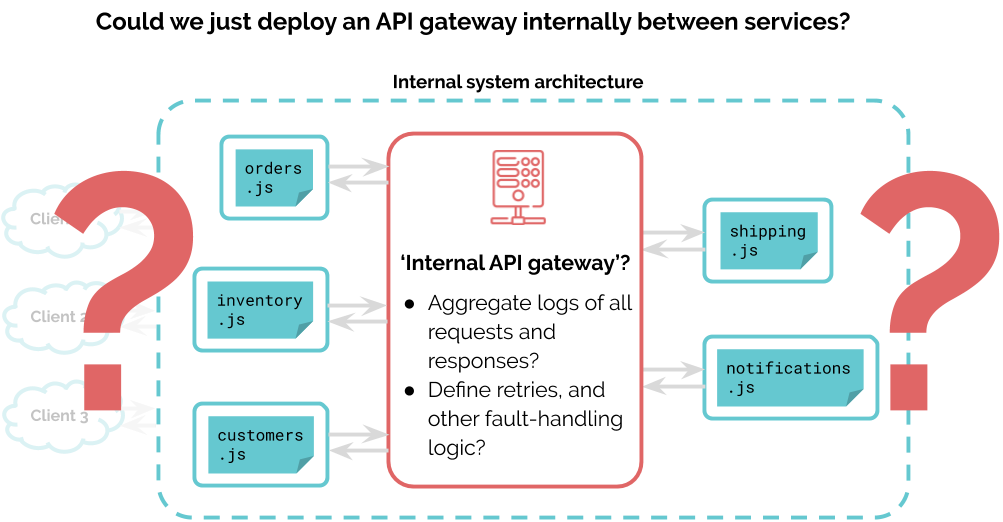 Could we just deploy an API gateway internally between services?
Internal system architecture
orders
.js
Client 2
inventory
.js
Client 3
customers
.js
‘Internal API gateway’?
● Aggregate logs of all
requests and
responses?
● Define retries, and
other fault-handling
logic?
shipping
.js
notifications
.js
?
?